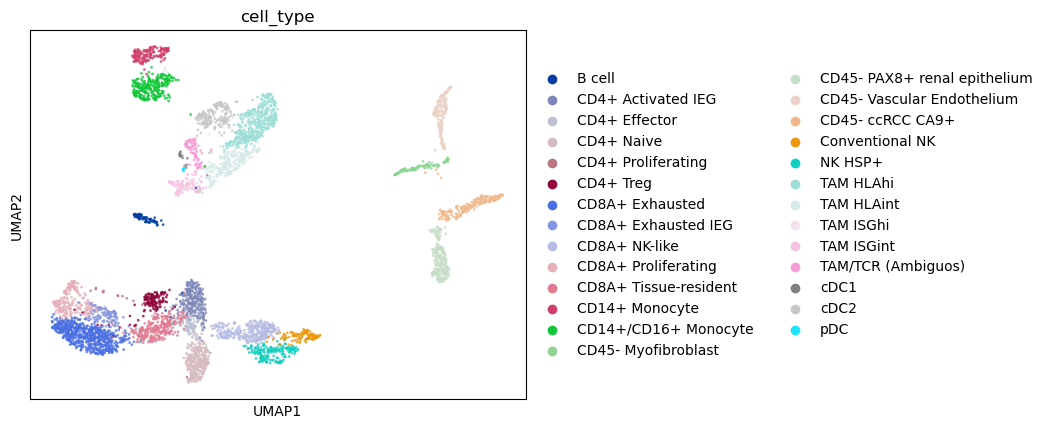 cell_type
UMAP2
UMAP1
B cell
CD4+ Activated IEG
CD4+ Effector
CD4+ Naive
CD4+ Proliferating
CD4+ Treg
CD8A+ Exhausted
CD8A+ Exhausted IEG
CD8A+ NK-like
CD8A+ Proliferating
CD8A+ Tissue-resident
CD14+ Monocyte
CD14+/CD16+ Monocyte
CD45- Myofibroblast
CD45- PAX8+ renal epithelium
CD45- Vascular Endothelium
CD45- ccRCC CA9+
Conventional NK
NK HSP+
TAM HLAhi
TAM HLAint
TAM ISGhi
TAM ISGint
TAM/TCR (Ambiguos)
cDC1
cDC2
pDC